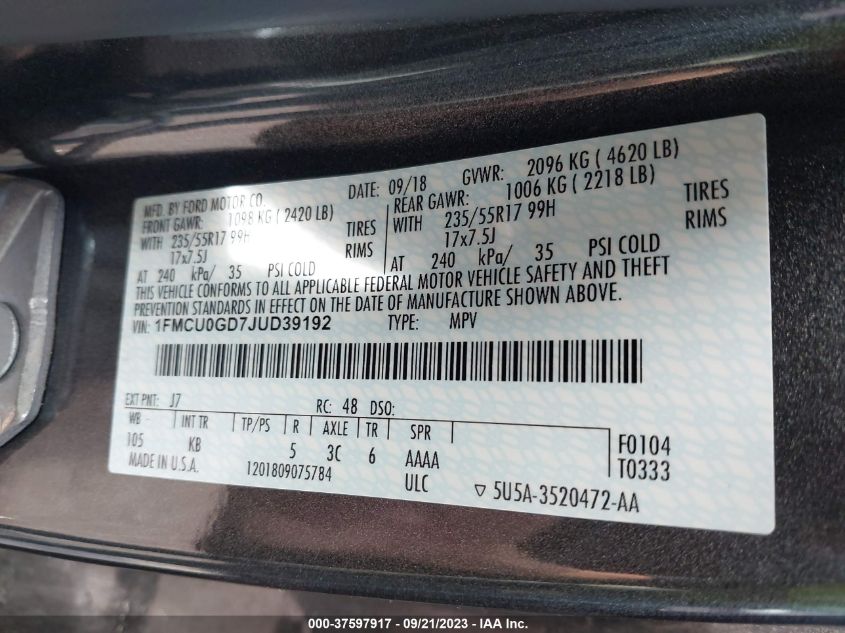 MFD. BY FORD MOTOR CO. DATE: 09/18 GVWR: 2096 KG ( 4620 LB)
FRONT GAWR: 1098 KG ( 2420 LB) REAR GAWR: 1006 KG ( 2218 LB)
WITH 235/55R17 99H TIRES WITH 235/55R17 99H TIRES
17x7.5J RIMS 17x7.5J RIMS
AT 240 kPa/ 35 PSI COLD AT 240 kPa/ 35 PSI COLD
THIS VEHICLE CONFORMS TO ALL APPLICABLE FEDERAL MOTOR VEHICLE SAFETY AND THEFT
PREVENTION STANDARDS IN EFFECT ON THE DATE OF MANUFACTURE SHOWN ABOVE.
VIN: 1FMCU0GD7JUD39192 TYPE: MPV
EXT PNT: J7 RC: 48 DSO:
WB - INT TR TP/PS R AXLE TR SPR F0104
105 KB 5 3C 6 AAAA T0333
MADE IN U.S.A. 1201809075784 ULC ▽ 5U5A-3520472-AA
000-37597917 - 09/21/2023 - IAA Inc.